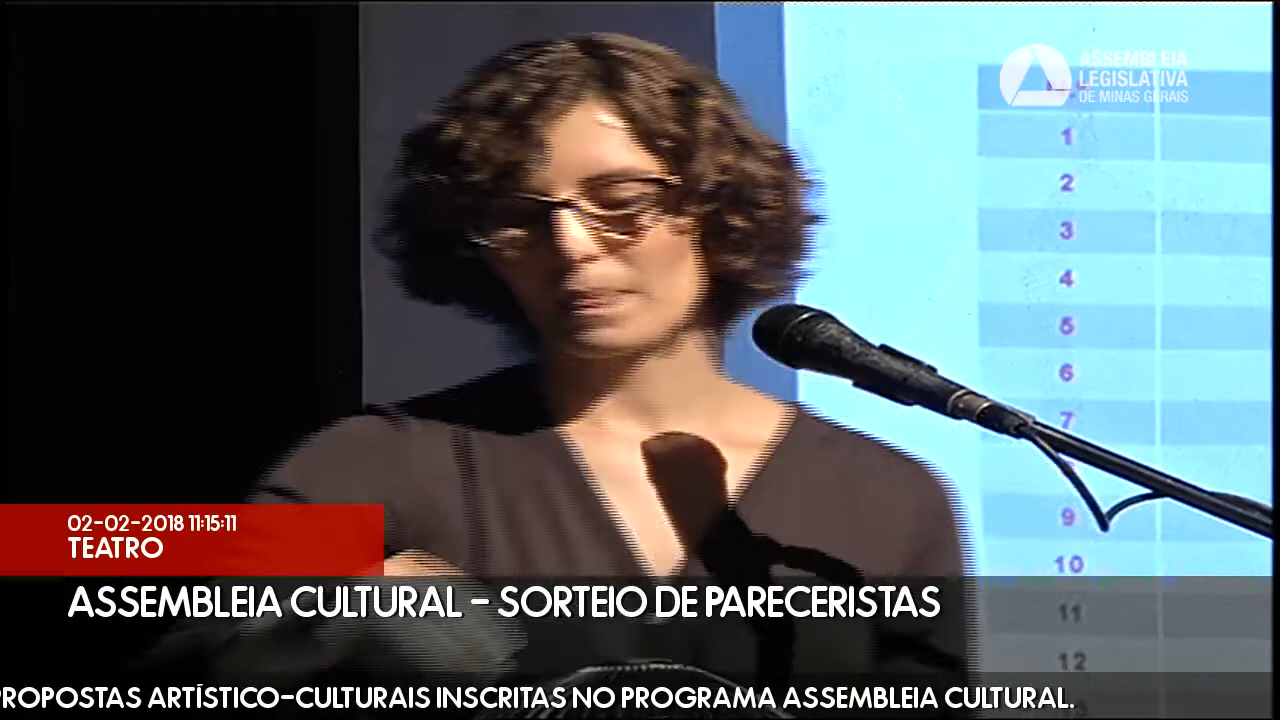 ASSEMBLEIA
LEGISLATIVA
DE MINAS GERAIS
1
2
3
4
5
6
7
9
10
11
12
02-02-2018 11:15:11
TEATRO
ASSEMBLEIA CULTURAL - SORTEIO DE PARECERISTAS
PROPOSTAS ARTÍSTICO-CULTURAIS INSCRITAS NO PROGRAMA ASSEMBLEIA CULTURAL.